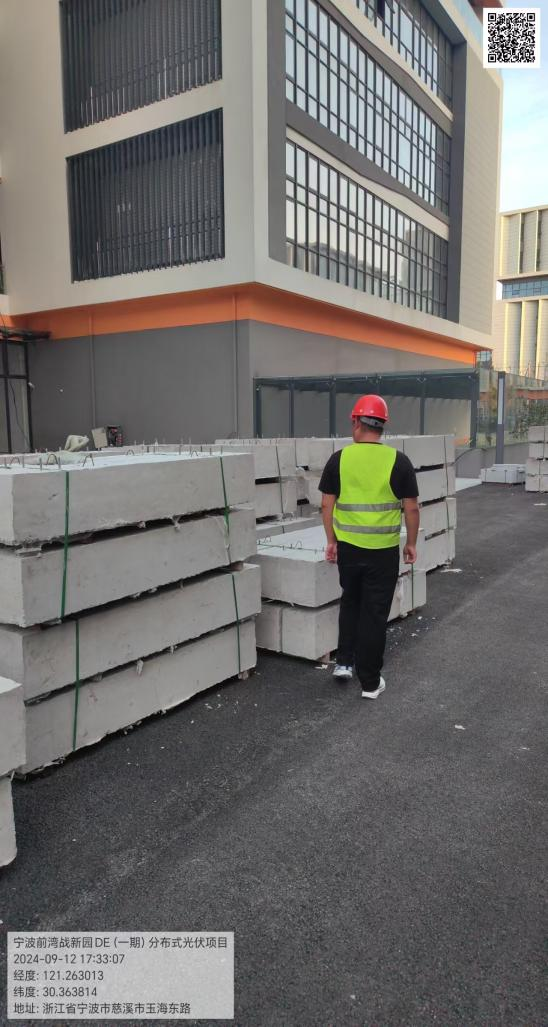 宁波前湾战新园DE（一期）分布式光伏项目
2024-09-12 17:33:07
经度: 121.263013
纬度: 30.363814
地址: 浙江省宁波市慈溪市玉海东路